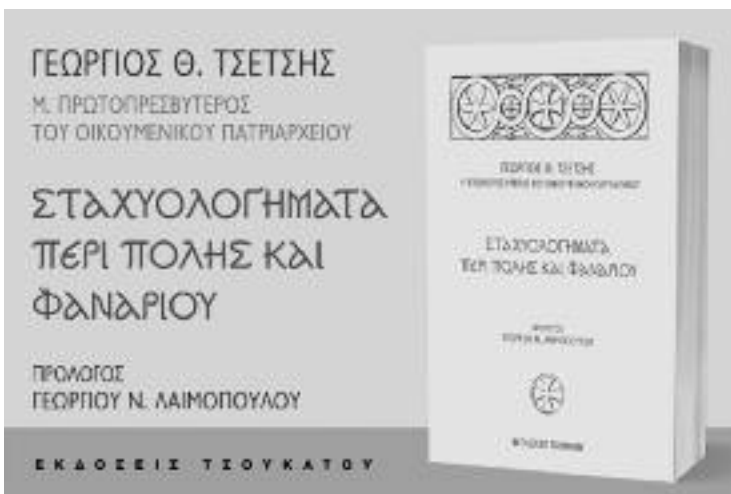 ΓΕΩΡΓΙΟΣ Θ. ΤΣΕΤΣΗΣ
Μ. ΠΡΩΤΟΠΡΕΣΒΥΤΕΡΟΣ
ΤΟΥ ΟΙΚΟΥΜΕΝΙΚΟΥ ΠΑΤΡΙΑΡΧΕΙΟΥ
ΣΤΑΧΥΟΛΟΓΗΜΑΤΑ
ΠΕΡΙ ΠΟΛΗΣ ΚΑΙ
ΦΑΝΑΡΙΟΥ
ΠΡΟΛΟΓΟΣ
ΓΕΩΡΓΙΟΥ Ν. ΛΑΙΜΟΠΟΥΛΟΥ
ΕΚΔΟΣΕΙΣ ΤΣΟΥΚΑΤΟΥ
ΓΕΩΡΓΙΟΣ Θ. ΤΣΕΤΣΗΣ
ΣΤΑΧΥΟΛΟΓΗΜΑΤΑ
ΠΕΡΙ ΠΟΛΗΣ ΚΑΙ ΦΑΝΑΡΙΟΥ